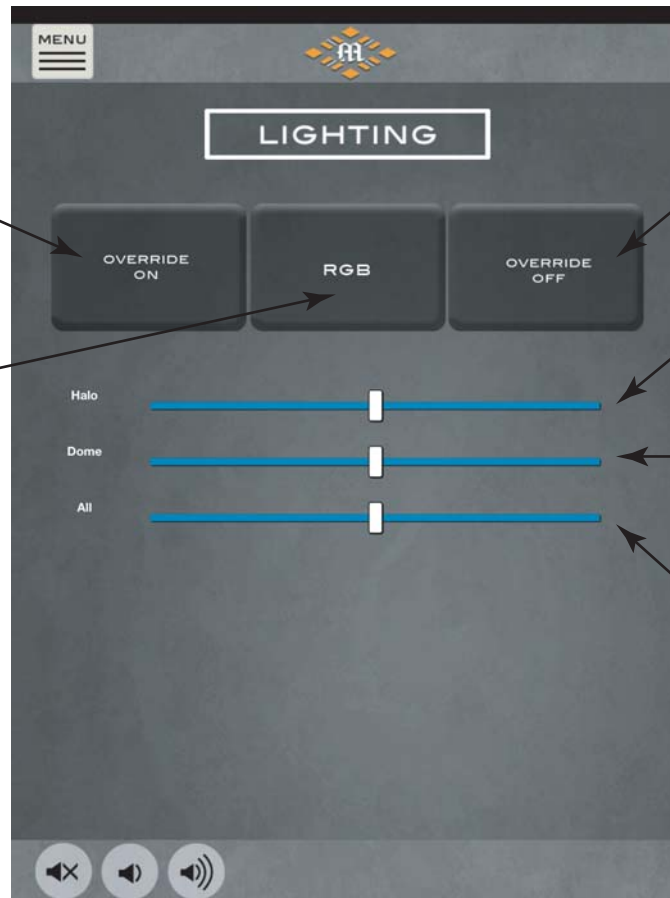 MENU
M
LIGHTING
OVERRIDE
ON
RGB
OVERRIDE
OFF
Halo
Dome
All